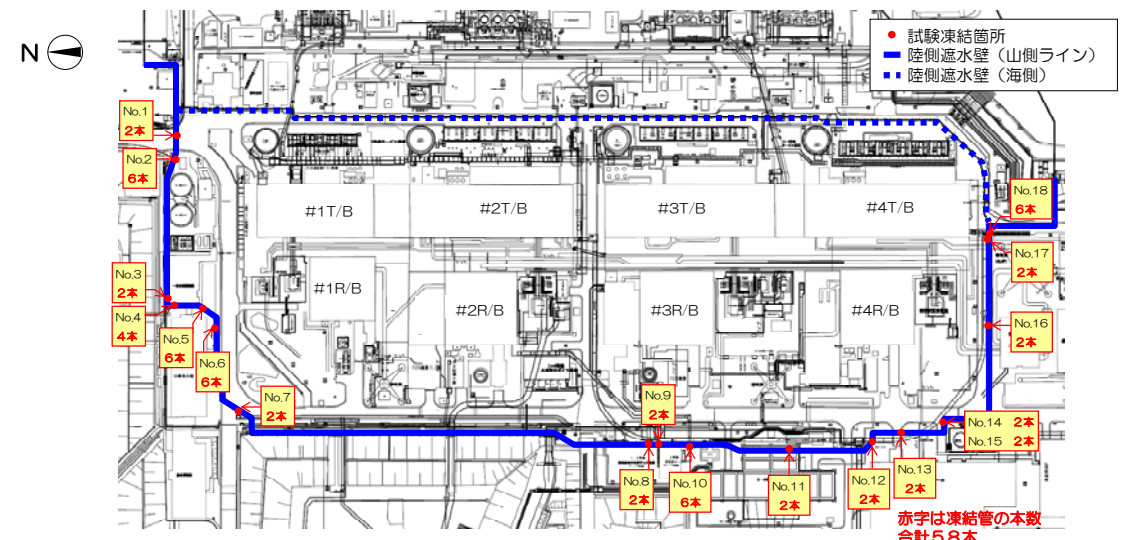 N
● 試験凍結箇所
陸側遮水壁（山側ライン）
陸側遮水壁（海側）
No.1
2本
No.2
6本
No.3
2本
No.4
4本
No.5
6本
No.6
6本
No.7
2本
#1T/B
#2T/B
#3T/B
#4T/B
#1R/B
#2R/B
#3R/B
#4R/B
No.18
6本
No.17
2本
No.16
2本
No.14 2本
No.15 2本
No.13
2本
No.12
2本
No.11
2本
No.10
6本
No.9
2本
No.8
2本
赤字は凍結管の本数
合計58本